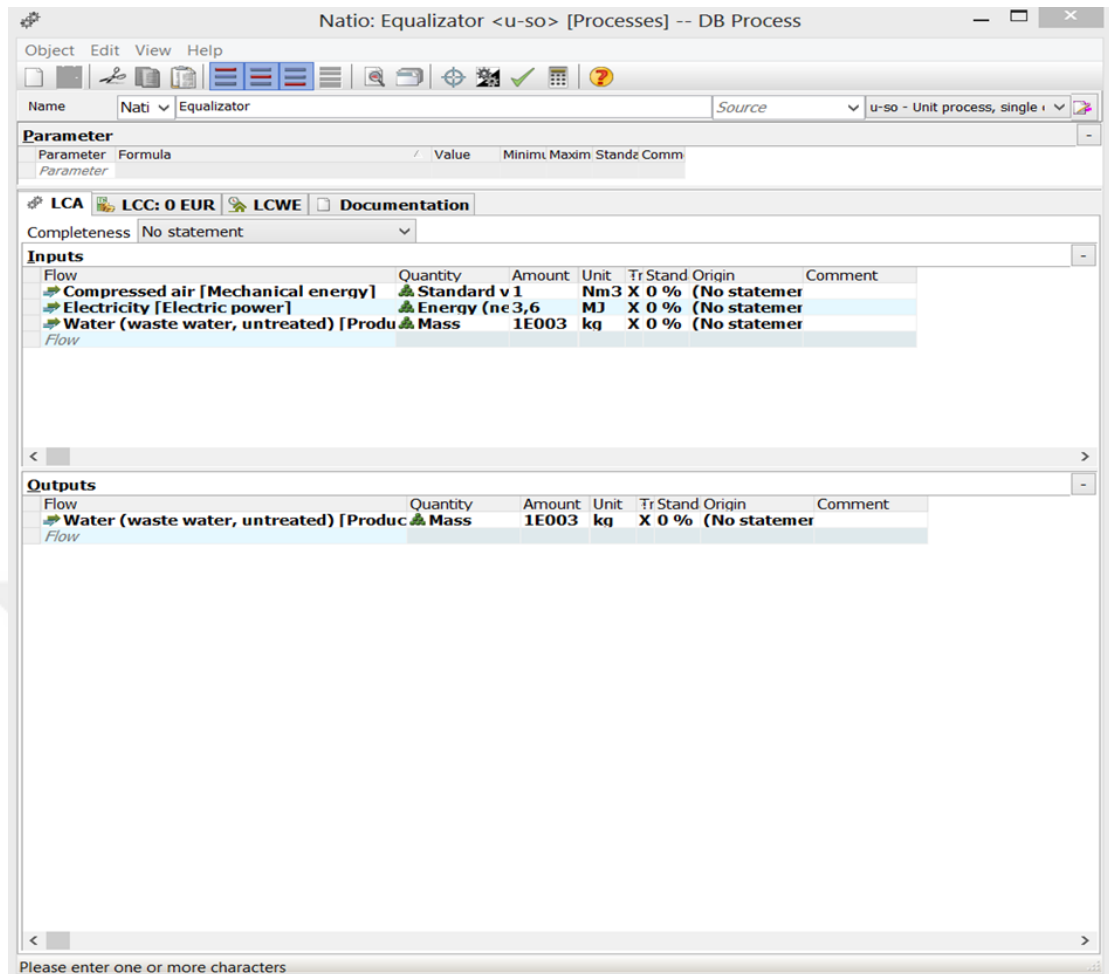 Natio: Equalizator <u-so> [Processes] -- DB Process
Object Edit View Help
Name Nati Equalizator Source u-so - Unit process, single
Parameter
Parameter Formula Value Minimu Maxim Standa Comm
Parameter
LCA LCC: 0 EUR LCWE Documentation
Completeness No statement
Inputs
Flow Quantity Amount Unit Tr Stand Origin Comment
Compressed air [Mechanical energy] Standard v 1 Nm3 X 0 % (No statemer
Electricity [Electric power] Energy (ne 3,6 MJ X 0 % (No statemer
Water (waste water, untreated) [Produ Mass 1E003 kg X 0 % (No statemer
Flow
Outputs
Flow Quantity Amount Unit Tr Stand Origin Comment
Water (waste water, untreated) [Produc Mass 1E003 kg X 0 % (No statemer
Flow
Please enter one or more characters